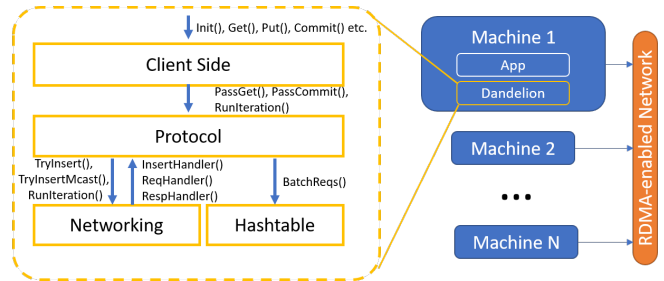 Init(), Get(), Put(), Commit() etc.
Client Side
PassGet(), PassCommit(),
RunIteration()
Protocol
TryInsert(),
TryInsertMcast(),
RunIteration()
InsertHandler()
ReqHandler()
RespHandler()
BatchReqs()
Networking
Hashtable
Machine 1
App
Dandelion
Machine 2
...
Machine N
RDMA-enabled Network